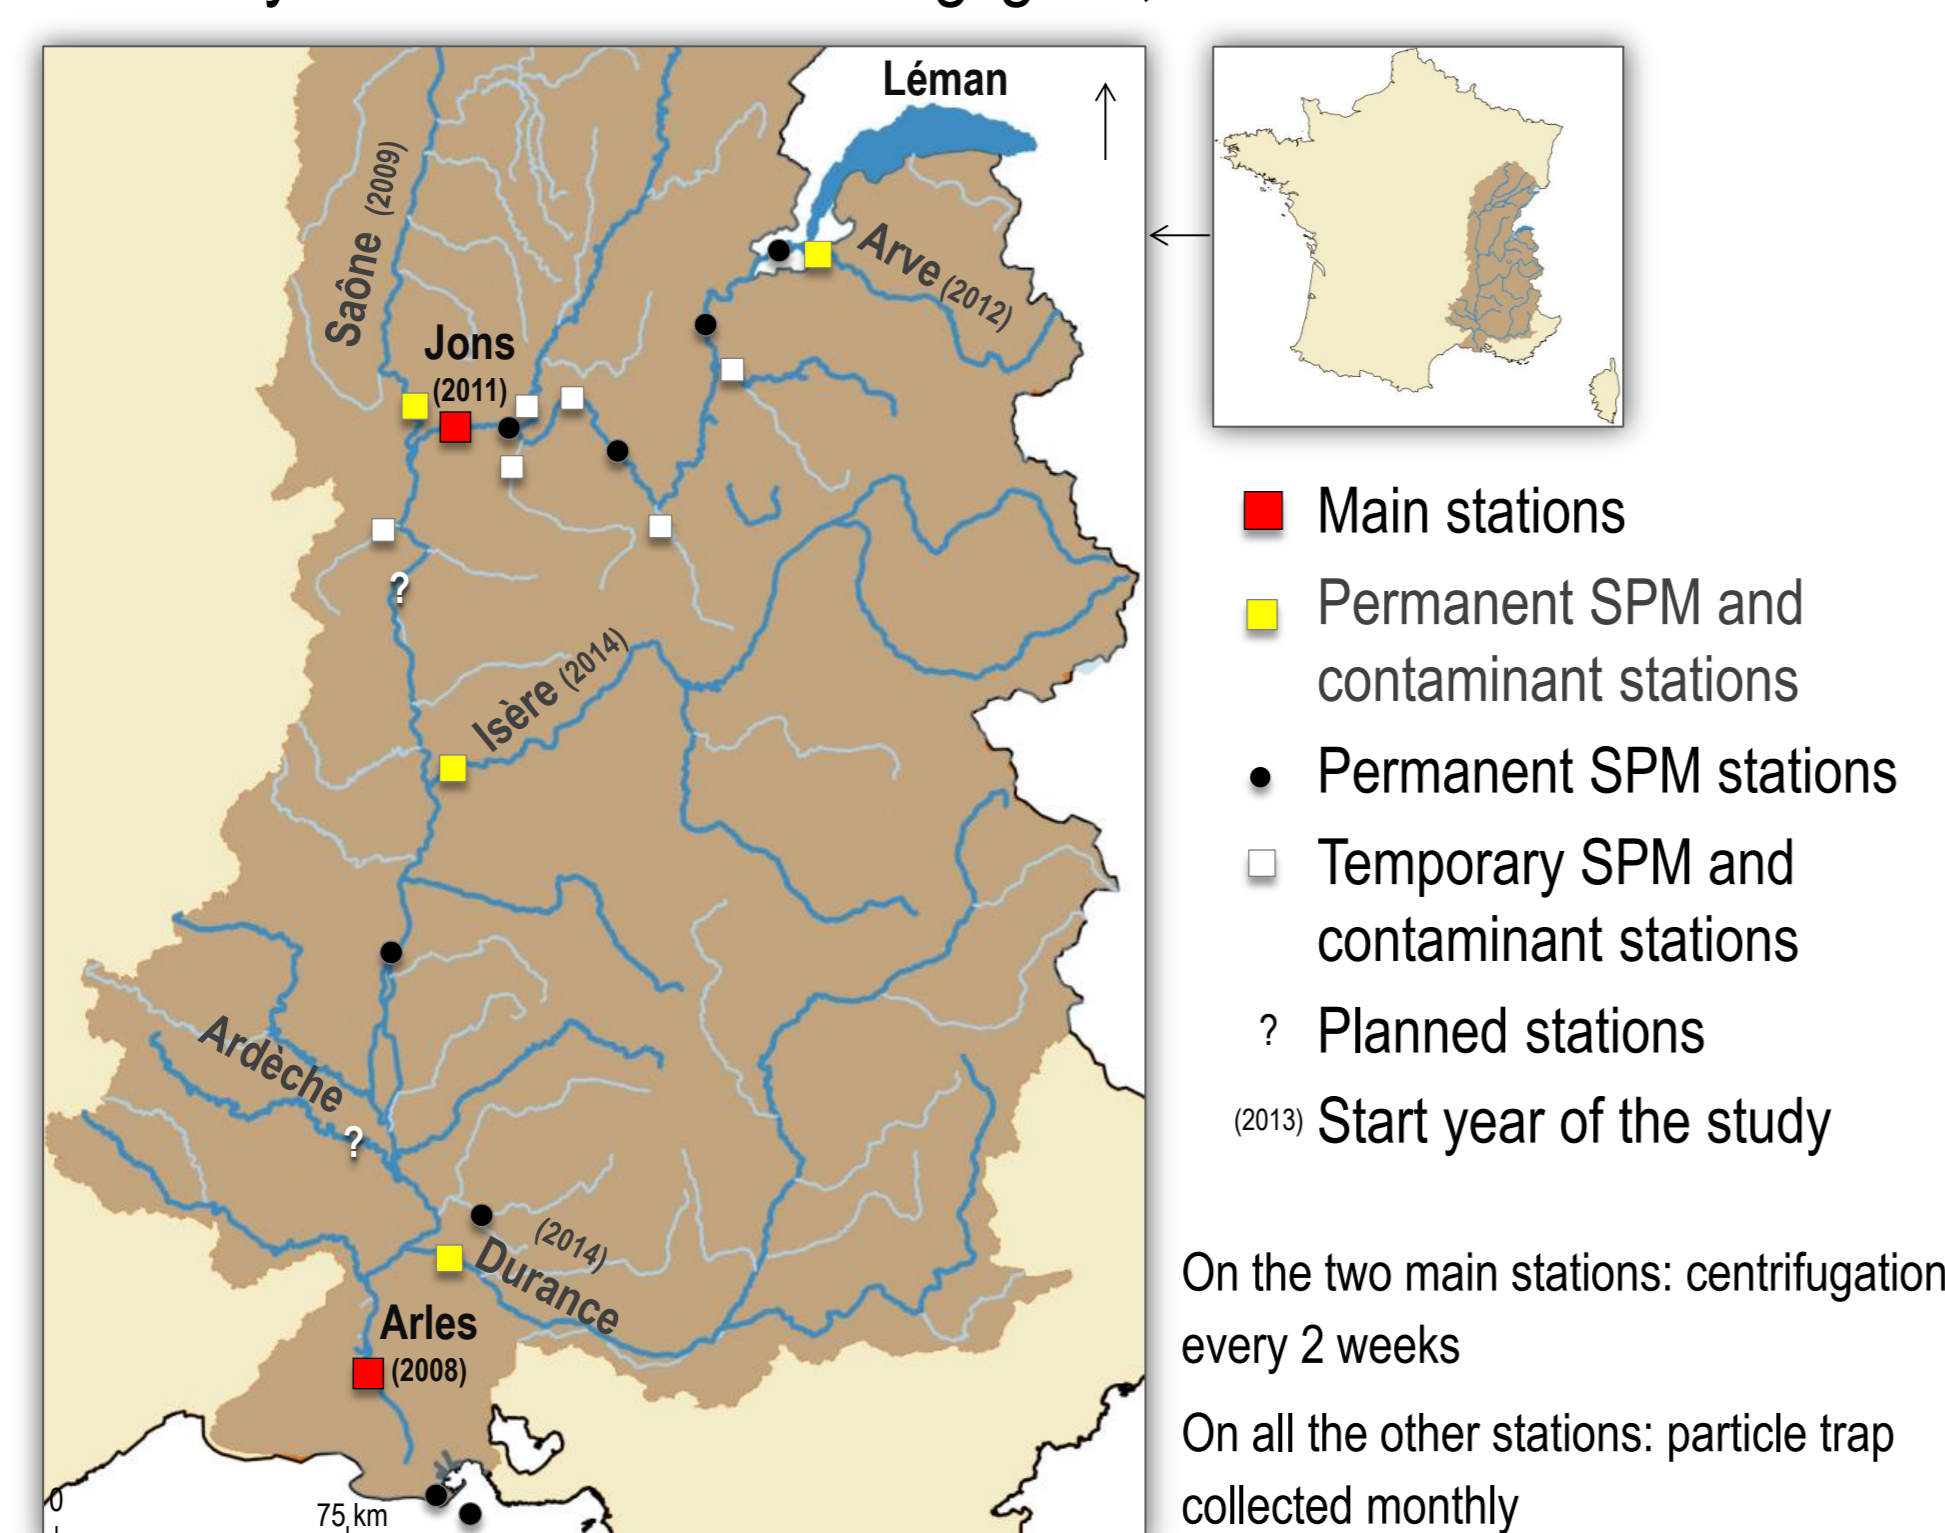 Léman
Saône (2009)
Arve (2012)
Jons
(2011)
?
Isère (2014)
Ardèche
?
(2014)
Durance
Arles
(2008)
0
75 km
Main stations
Permanent SPM and
contaminant stations
Permanent SPM stations
Temporary SPM and
contaminant stations
? Planned stations
(2013) Start year of the study
On the two main stations: centrifugation
every 2 weeks
On all the other stations: particle trap
collected monthly